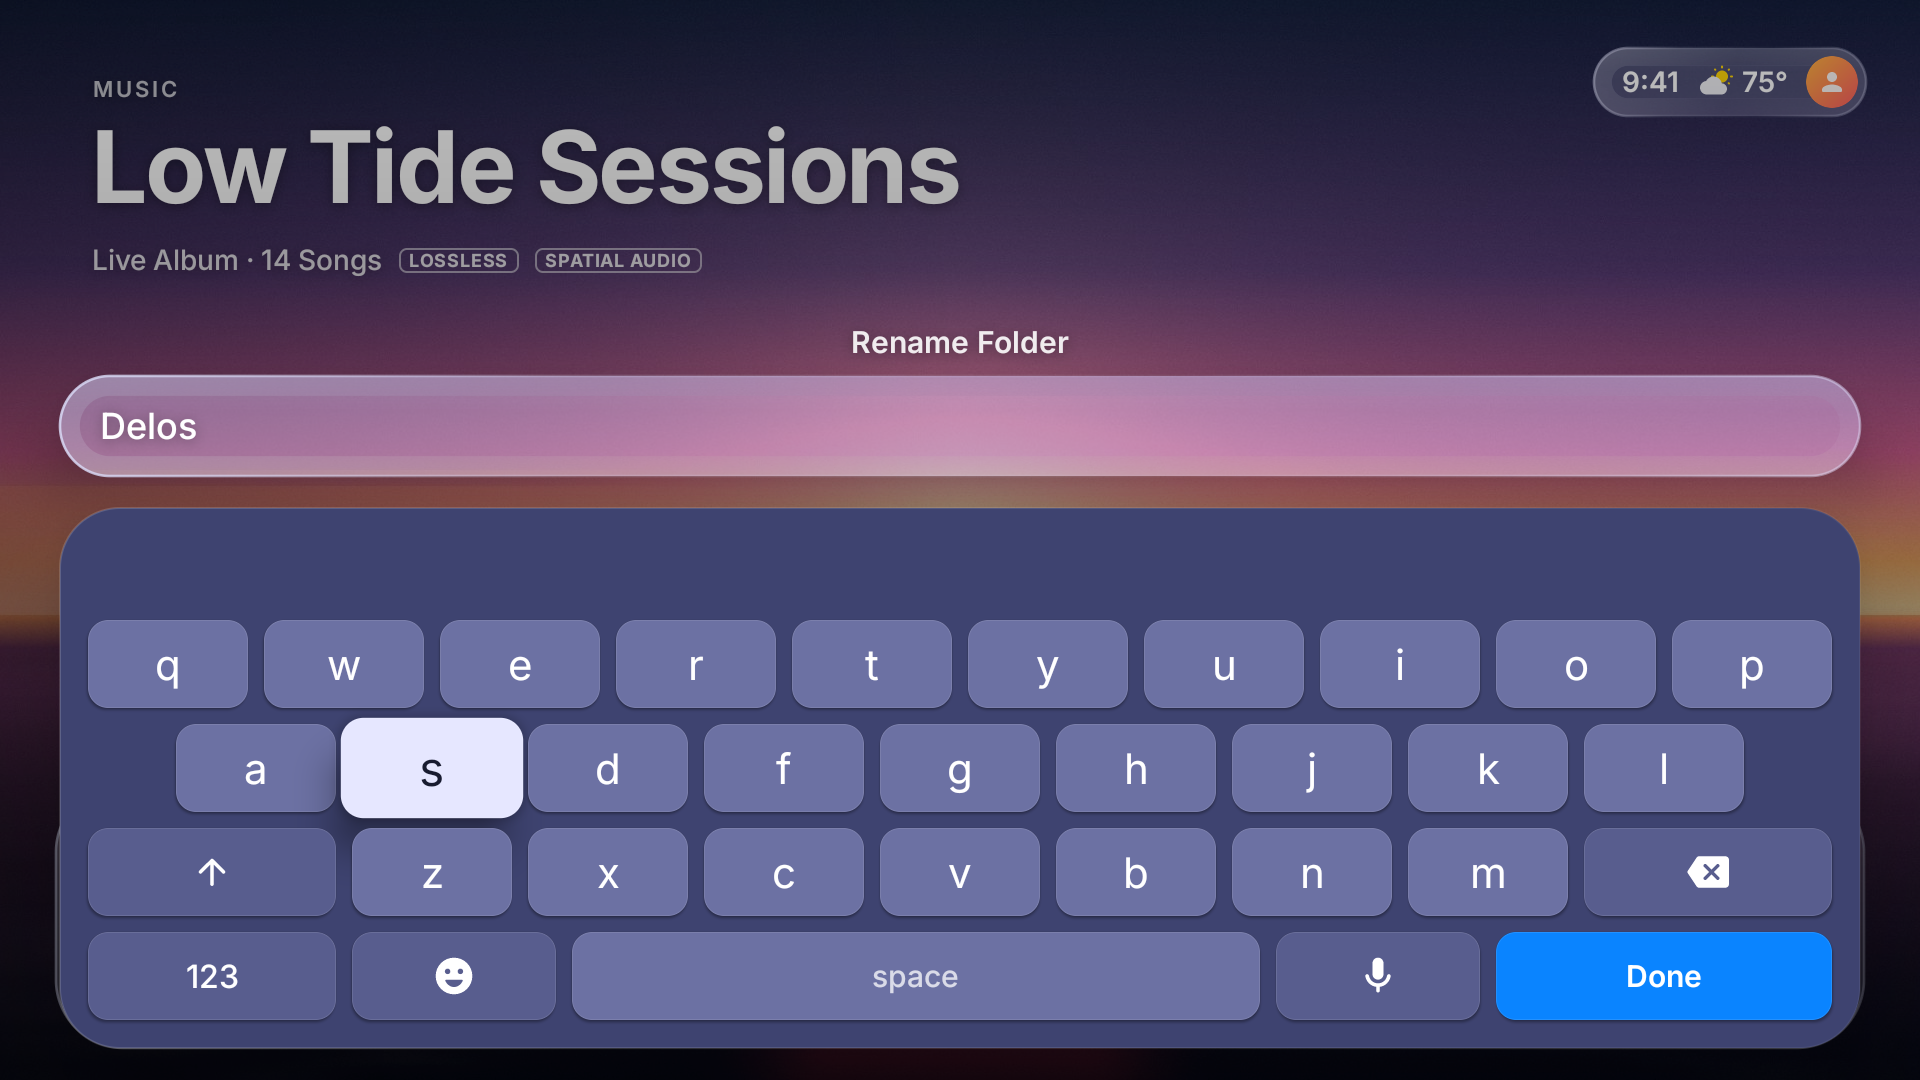 MUSIC
9:41 75°
Low Tide Sessions
Live Album · 14 Songs LOSSLESS SPATIAL AUDIO
Rename Folder
Delos
q w e r t y u i o p
a s d f g h j k l
z x c v b n m
123 space Done